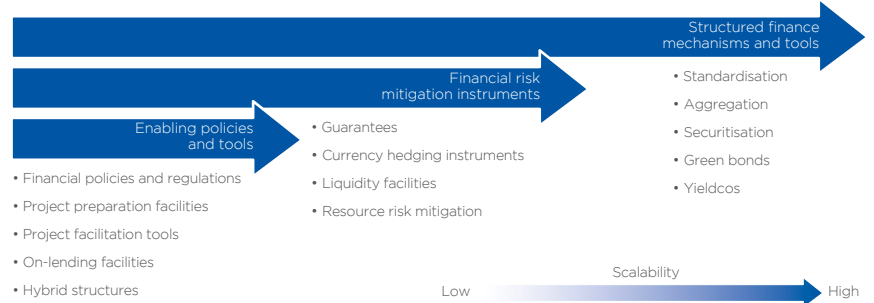 Structured finance
mechanisms and tools
• Standardisation
• Aggregation
• Securitisation
• Green bonds
• Yieldcos
Financial risk
mitigation instruments
• Guarantees
• Currency hedging instruments
• Liquidity facilities
• Resource risk mitigation
Enabling policies
and tools
• Financial policies and regulations
• Project preparation facilities
• Project facilitation tools
• On-lending facilities
• Hybrid structures
Scalability
Low
High